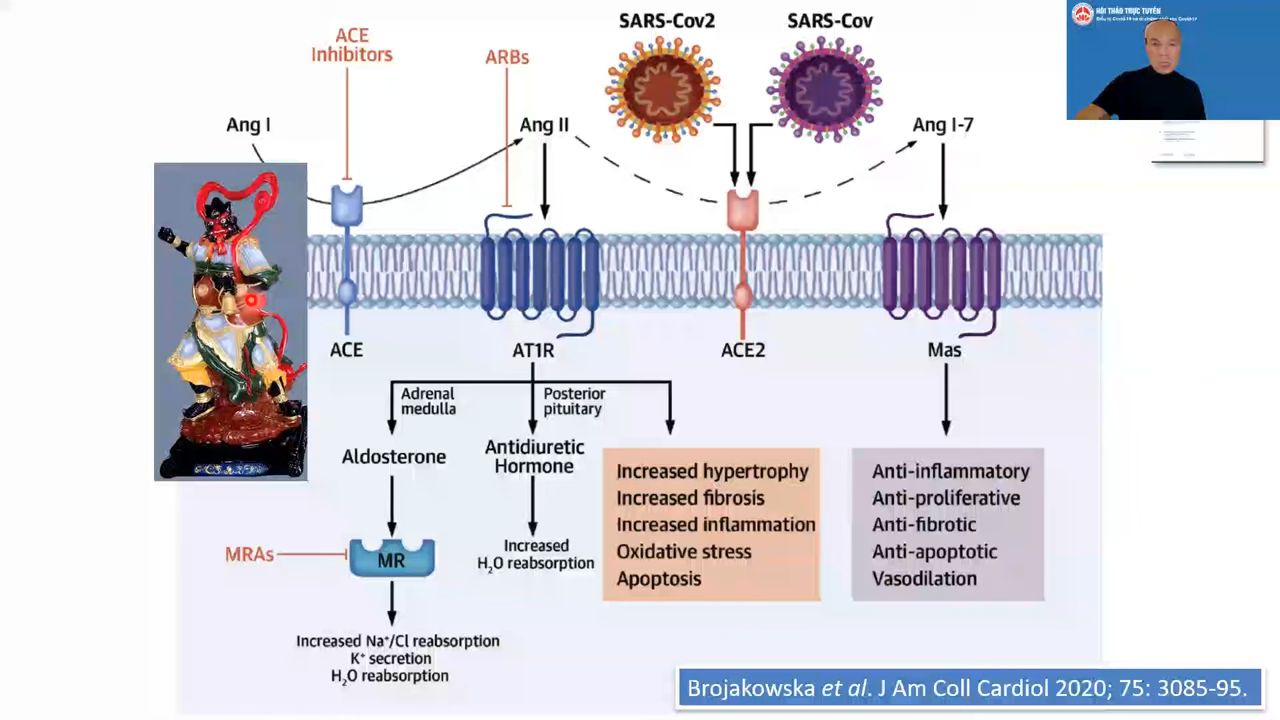 HỘI THẢO TRỰC TUYẾN
SARS-Cov2
SARS-Cov
ACE
Inhibitors
ARBs
Ang I
Ang II
Ang I-7
ACE
AT1R
ACE2
Mas
Adrenal
medulla
Posterior
pituitary
Aldosterone
Antidiuretic
Hormone
Increased hypertrophy
Increased fibrosis
Increased inflammation
Oxidative stress
Apoptosis
Anti-inflammatory
Anti-proliferative
Anti-fibrotic
Anti-apoptotic
Vasodilation
MRAs
MR
Increased
H₂O reabsorption
Increased Na⁺/Cl reabsorption
K⁺ secretion
H₂O reabsorption
Brojakowska et al. J Am Coll Cardiol 2020; 75: 3085-95.